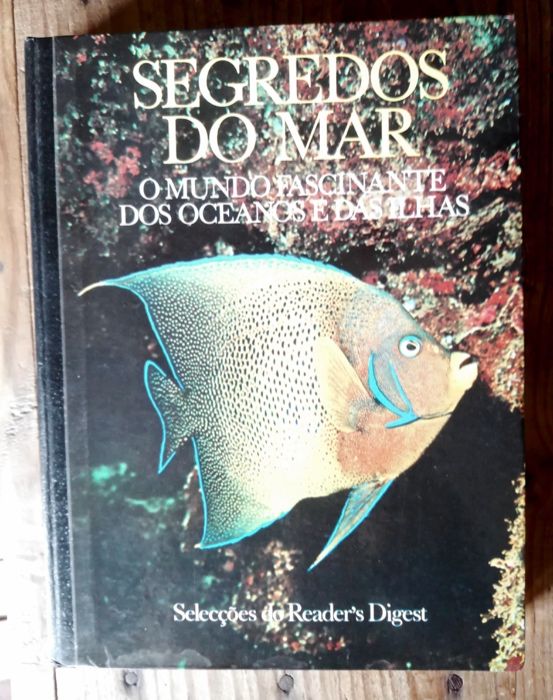 SEGREDOS
DO MAR
O MUNDO FASCINANTE
DOS OCEANOS E DAS ILHAS
Selecções do Reader's Digest